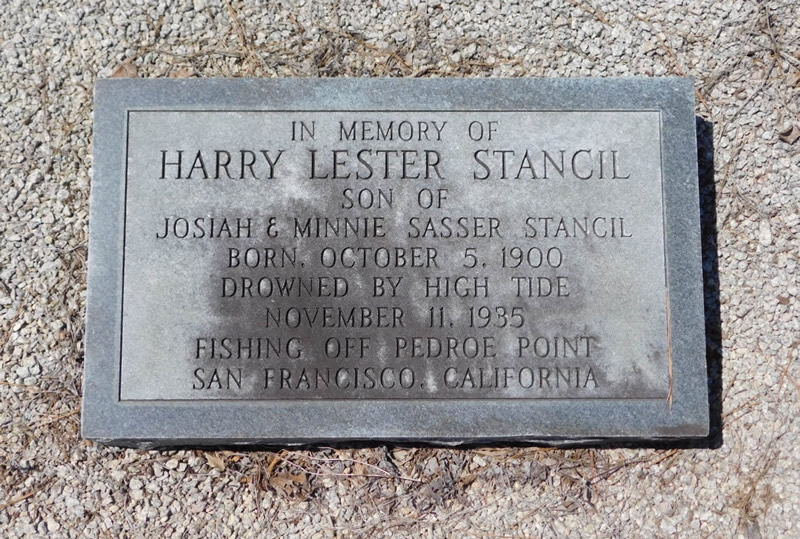 IN MEMORY OF
HARRY LESTER STANCIL
SON OF
JOSIAH & MINNIE SASSER STANCIL
BORN, OCTOBER 5, 1900
DROWNED BY HIGH TIDE
NOVEMBER 11, 1935
FISHING OFF PEDROE POINT
SAN FRANCISCO, CALIFORNIA